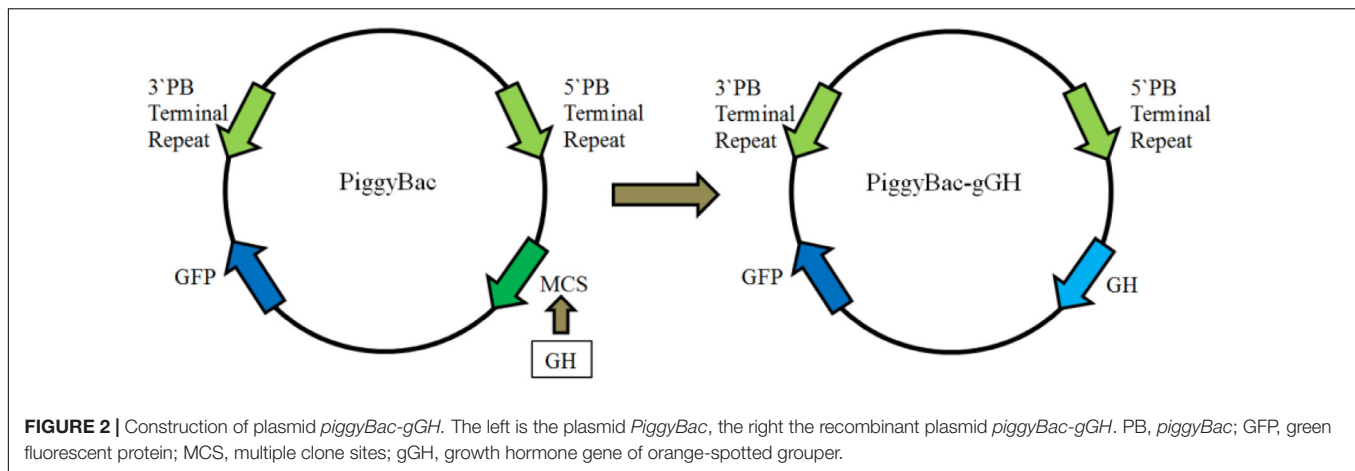 3`PB
Terminal
Repeat
5`PB
Terminal
Repeat
PiggyBac
GFP
MCS
GH
3`PB
Terminal
Repeat
5`PB
Terminal
Repeat
PiggyBac-gGH
GFP
GH
FIGURE 2 | Construction of plasmid piggyBac-gGH. The left is the plasmid PiggyBac, the right the recombinant plasmid piggyBac-gGH. PB, piggyBac; GFP, green
fluorescent protein; MCS, multiple clone sites; gGH, growth hormone gene of orange-spotted grouper.